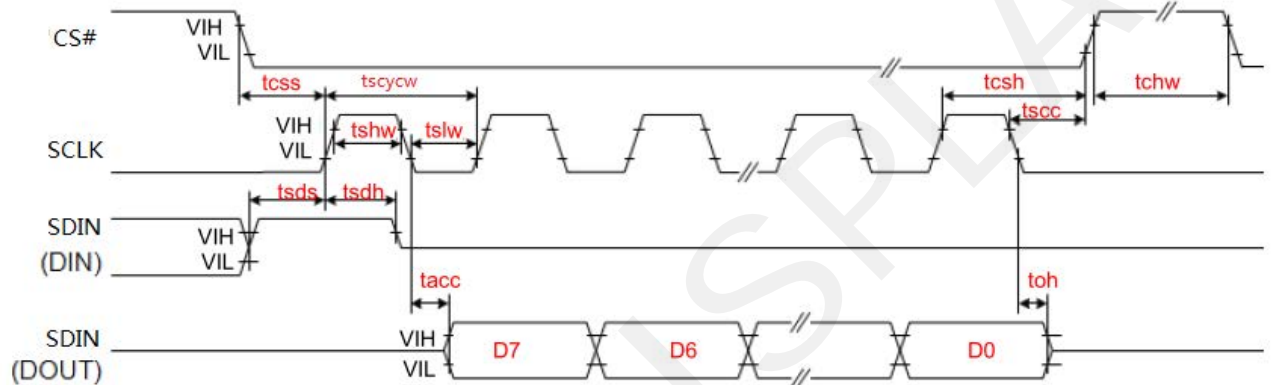 CS#
VIH
VIL
tcss
tscycw
tcsh
tchw
tscc
SCLK
VIH
VIL
tshw
tslw
tsds
tsdh
SDIN
(DIN)
VIH
VIL
tacc
toh
SDIN
(DOUT)
VIH
VIL
D7
D6
D0
ISPLA